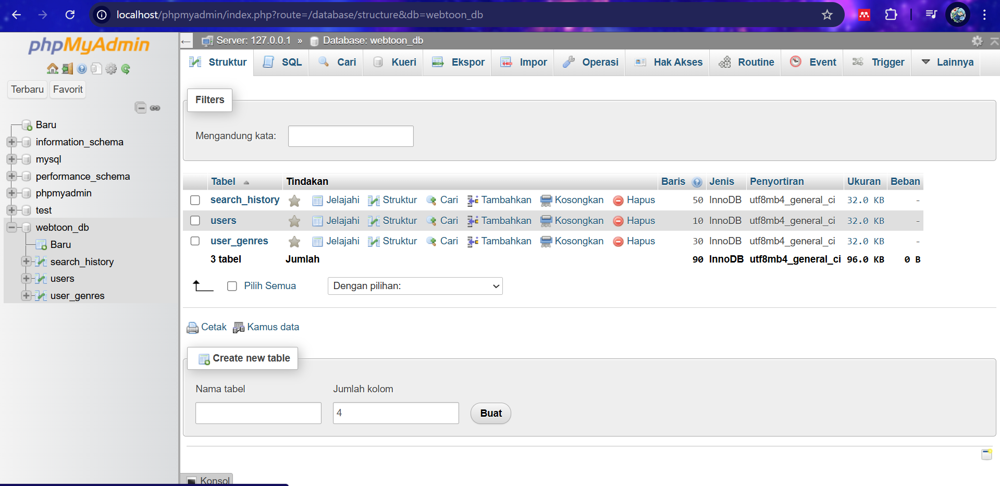 localhost/phpmyadmin/index.php?route=/database/structure&db=webtoon_db
phpMyAdmin
Terbaru Favorit
Baru
information_schema
mysql
performance_schema
phpmyadmin
test
webtoon_db
Baru
search_history
users
user_genres
Server: 127.0.0.1 » Database: webtoon_db
Struktur SQL Cari Kueri Ekspor Impor Operasi Hak Akses Routine Event Trigger Lainnya
Filters
Mengandung kata:
Tabel Tindakan Baris Jenis Penyortiran Ukuran Beban
search_history Jelajahi Struktur Cari Tambahkan Kosongkan Hapus 50 InnoDB utf8mb4_general_ci 32.0 KB -
users Jelajahi Struktur Cari Tambahkan Kosongkan Hapus 10 InnoDB utf8mb4_general_ci 32.0 KB -
user_genres Jelajahi Struktur Cari Tambahkan Kosongkan Hapus 30 InnoDB utf8mb4_general_ci 32.0 KB -
3 tabel Jumlah 90 InnoDB utf8mb4_general_ci 96.0 KB 0 B
Pilih Semua Dengan pilihan:
Cetak Kamus data
Create new table
Nama tabel Jumlah kolom
4 Buat
Konsol